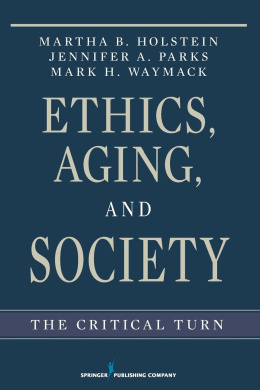 MARTHA B. HOLSTEIN
JENNIFER A. PARKS
MARK H. WAYMACK
ETHICS,
AGING,
AND
SOCIETY
THE CRITICAL TURN
SPRINGER PUBLISHING COMPANY